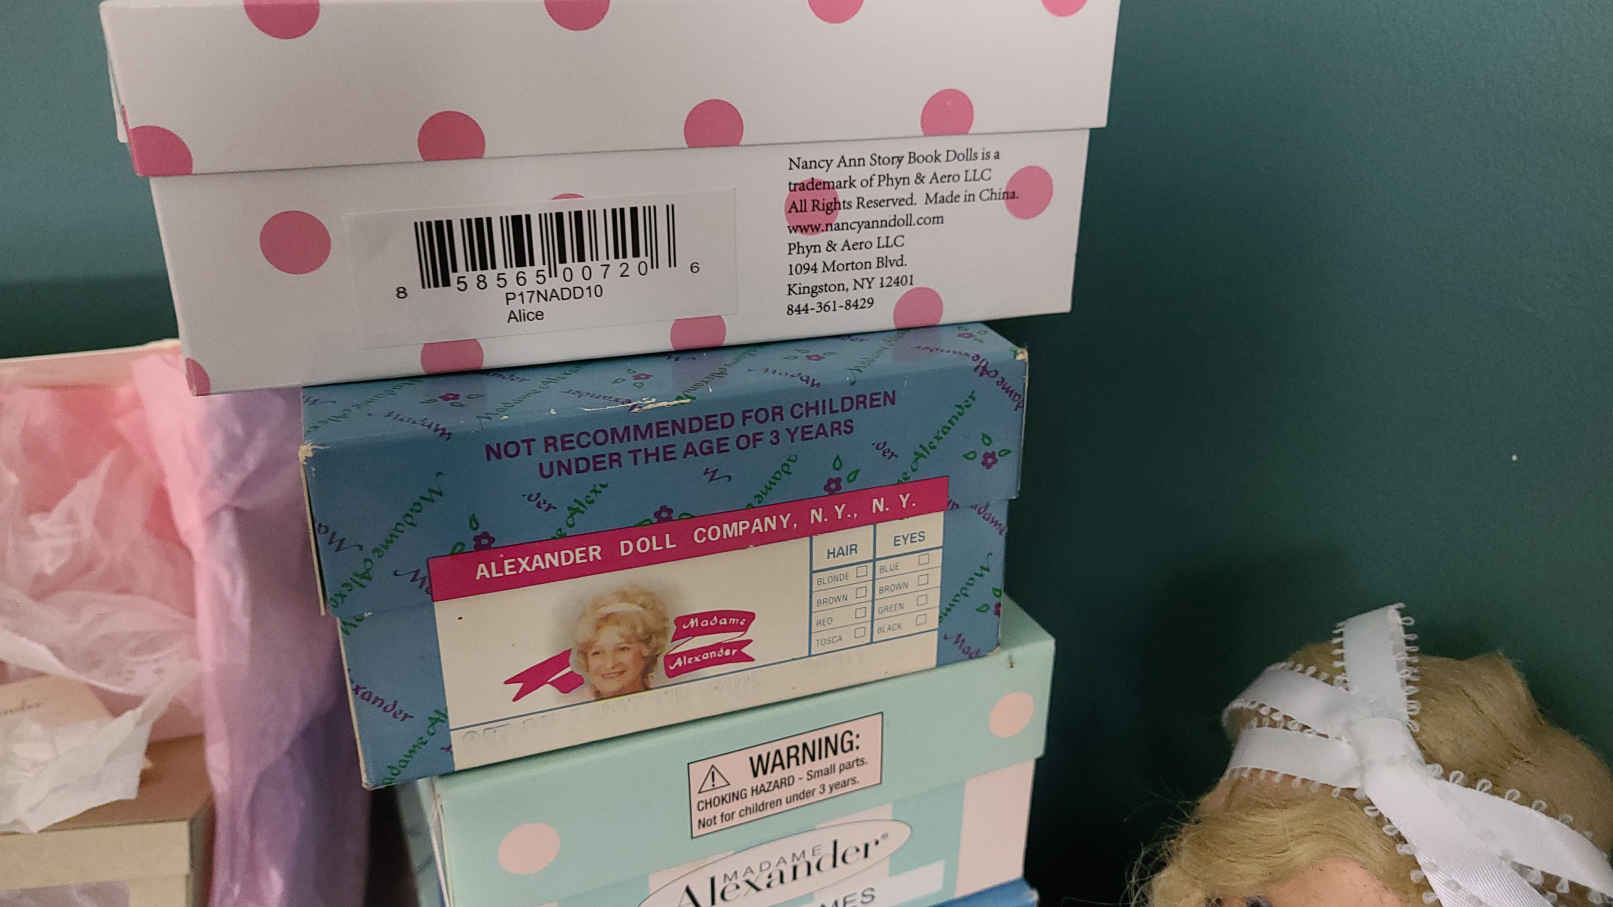 Nancy Ann Story Book Dolls is a
trademark of Phyn & Aero LLC
All Rights Reserved. Made in China.
www.nancyanndoll.com
Phyn & Aero LLC
1094 Morton Blvd.
Kingston, NY 12401
844-361-8429
8 58565 00720 6
P17NADD10
Alice
NOT RECOMMENDED FOR CHILDREN
UNDER THE AGE OF 3 YEARS
ALEXANDER DOLL COMPANY, N. Y., N. Y.
HAIR EYES
BLONDE BLUE
BROWN BROWN
RED GREEN
TOSCA BLACK
Madame
Alexander
WARNING:
CHOKING HAZARD - Small parts.
Not for children under 3 years.
MADAME
Alexander®